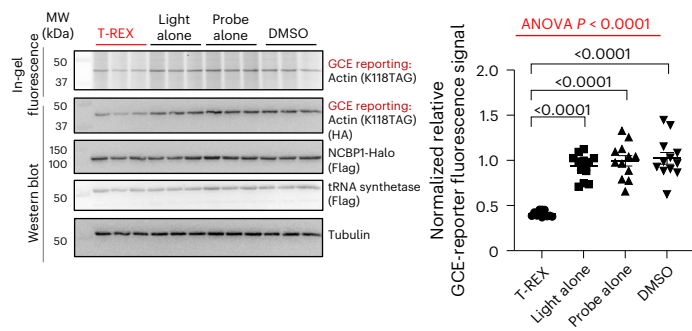 MW
(kDa)
T-REX
Light
alone
Probe
alone
DMSO
In-gel
fluorescence
50
37
GCE reporting:
Actin (K118TAG)
Western blot
50
37
GCE reporting:
Actin (K118TAG)
(HA)
150
100
NCBP1-Halo
(Flag)
50
tRNA synthetase
(Flag)
50
Tubulin
ANOVA P < 0.0001
<0.0001
<0.0001
<0.0001
Normalized relative
GCE-reporter fluorescence signal
2.0
1.5
1.0
0.5
0
T-REX
Light alone
Probe alone
DMSO